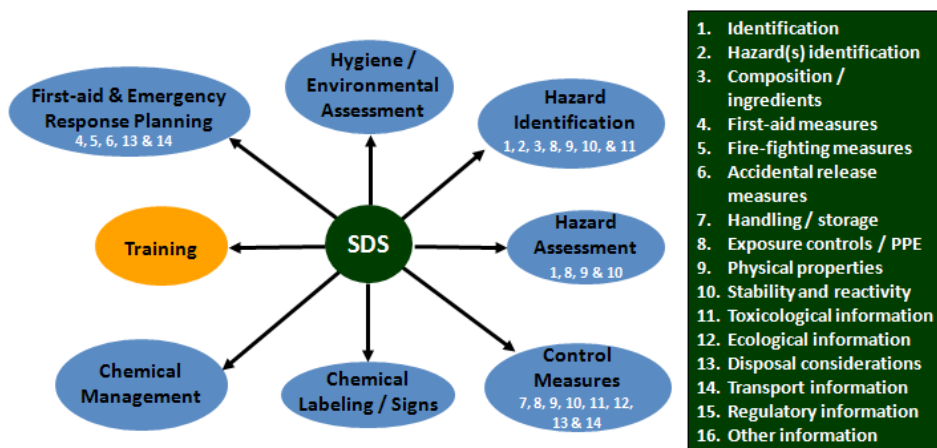 Hygiene /
Environmental
Assessment
First-aid & Emergency
Response Planning
4, 5, 6, 13 & 14
Hazard
Identification
1, 2, 3, 8, 9, 10, & 11
Training
SDS
Hazard
Assessment
1, 8, 9 & 10
Chemical
Management
Chemical
Labeling / Signs
Control
Measures
7, 8, 9, 10, 11, 12,
13 & 14
1. Identification
2. Hazard(s) identification
3. Composition /
ingredients
4. First-aid measures
5. Fire-fighting measures
6. Accidental release
measures
7. Handling / storage
8. Exposure controls / PPE
9. Physical properties
10. Stability and reactivity
11. Toxicological information
12. Ecological information
13. Disposal considerations
14. Transport information
15. Regulatory information
16. Other information